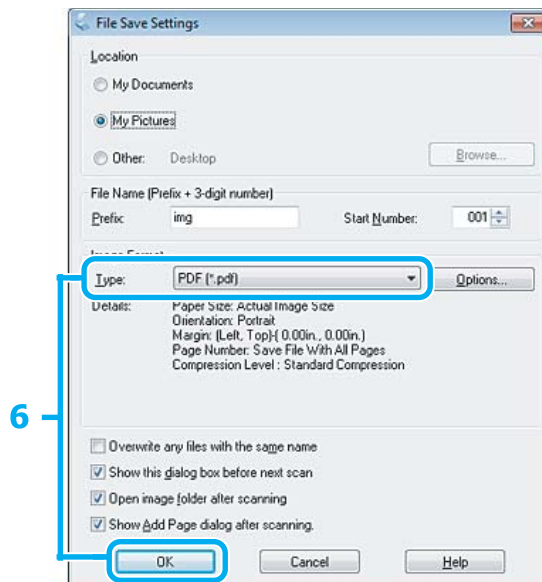 File Save Settings
Location
My Documents
My Pictures
Other: Desktop Browse...
File Name (Prefix + 3-digit number)
Prefix: img Start Number: 001
Image Format
Type: PDF (*.pdf) Options...
Details: Paper Size: Actual Image Size
Orientation: Portrait
Margin: (Left, Top)-( 0.00in., 0.00in.)
Page Number: Save File With All Pages
Compression Level : Standard Compression
6
Overwrite any files with the same name
Show this dialog box before next scan
Open image folder after scanning
Show Add Page dialog after scanning.
OK Cancel Help